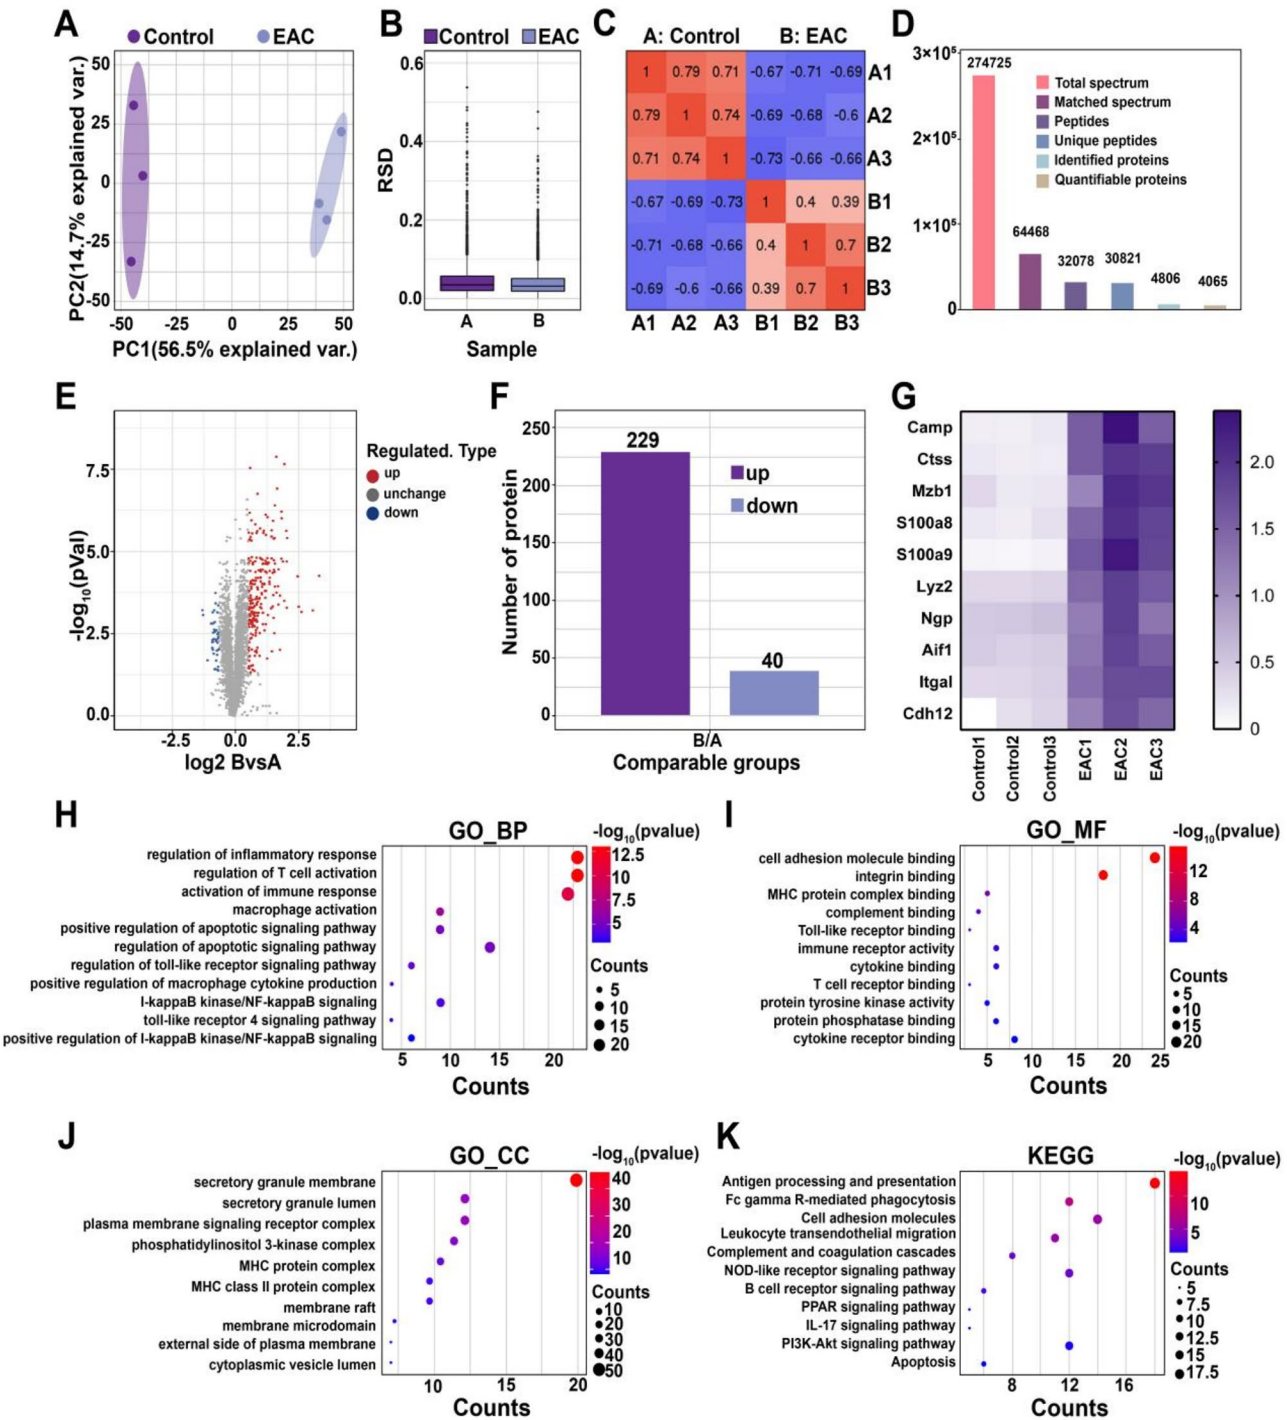 A
Control
EAC
PC2(14.7% explained var.)
50
25
0
-25
-50
-50
-25
0
25
50
PC1(56.5% explained var.)
B
Control
EAC
RSD
0.6
0.4
0.2
0.0
A
B
Sample
C
A: Control
B: EAC
1 0.79 0.71 -0.67 -0.71 -0.69 A1
0.79 1 0.74 -0.69 -0.68 -0.6 A2
0.71 0.74 1 -0.73 -0.66 -0.66 A3
-0.67 -0.69 -0.73 1 0.4 0.39 B1
-0.71 -0.68 -0.66 0.4 1 0.7 B2
-0.69 -0.6 -0.66 0.39 0.7 1 B3
A1 A2 A3 B1 B2 B3
D
3×10⁵
2×10⁵
1×10⁵
0
274725
64468
32078
30821
4806
4065
Total spectrum
Matched spectrum
Peptides
Unique peptides
Identified proteins
Quantifiable proteins
E
-log10(pVal)
7.5
5.0
2.5
0.0
-2.5
0.0
2.5
log2 BvsA
Regulated. Type
up
unchange
down
F
Number of protein
250
200
150
100
50
0
229
40
up
down
B/A
Comparable groups
G
Camp
Ctss
Mzb1
S100a8
S100a9
Lyz2
Ngp
Aif1
Itgal
Cdh12
Control1
Control2
Control3
EAC1
EAC2
EAC3
2.0
1.5
1.0
0.5
0
H
GO_BP
regulation of inflammatory response
regulation of T cell activation
activation of immune response
macrophage activation
positive regulation of apoptotic signaling pathway
regulation of apoptotic signaling pathway
regulation of toll-like receptor signaling pathway
positive regulation of macrophage cytokine production
I-kappaB kinase/NF-kappaB signaling
toll-like receptor 4 signaling pathway
positive regulation of I-kappaB kinase/NF-kappaB signaling
5
10
15
20
Counts
-log10(pvalue)
12.5
10
7.5
5
Counts
5
10
15
20
I
GO_MF
cell adhesion molecule binding
integrin binding
MHC protein complex binding
complement binding
Toll-like receptor binding
immune receptor activity
cytokine binding
T cell receptor binding
protein tyrosine kinase activity
protein phosphatase binding
cytokine receptor binding
5
10
15
20
25
Counts
-log10(pvalue)
12
8
4
Counts
5
10
15
20
J
GO_CC
secretory granule membrane
secretory granule lumen
plasma membrane signaling receptor complex
phosphatidylinositol 3-kinase complex
MHC protein complex
MHC class II protein complex
membrane raft
membrane microdomain
external side of plasma membrane
cytoplasmic vesicle lumen
10
15
20
Counts
-log10(pvalue)
40
30
20
10
Counts
10
20
30
40
50
K
KEGG
Antigen processing and presentation
Fc gamma R-mediated phagocytosis
Cell adhesion molecules
Leukocyte transendothelial migration
Complement and coagulation cascades
NOD-like receptor signaling pathway
B cell receptor signaling pathway
PPAR signaling pathway
IL-17 signaling pathway
PI3K-Akt signaling pathway
Apoptosis
8
12
16
Counts
-log10(pvalue)
10
5
Counts
5
7.5
10
12.5
15
17.5